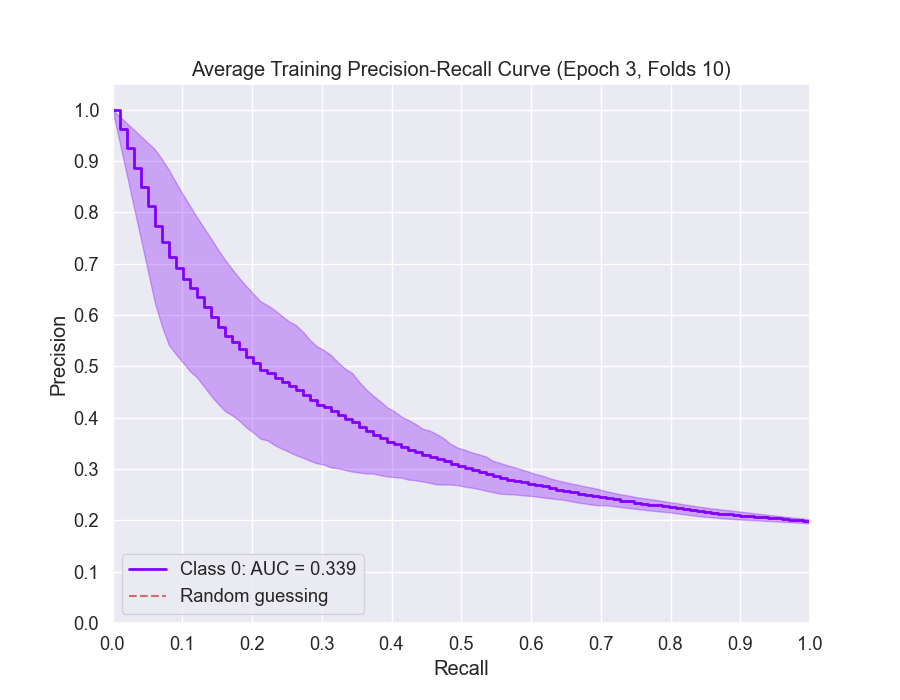 Average Training Precision-Recall Curve (Epoch 3, Folds 10)
Precision
1.0
0.9
0.8
0.7
0.6
0.5
0.4
0.3
0.2
0.1
0.0
Class 0: AUC = 0.339
Random guessing
0.0 0.1 0.2 0.3 0.4 0.5 0.6 0.7 0.8 0.9 1.0
Recall